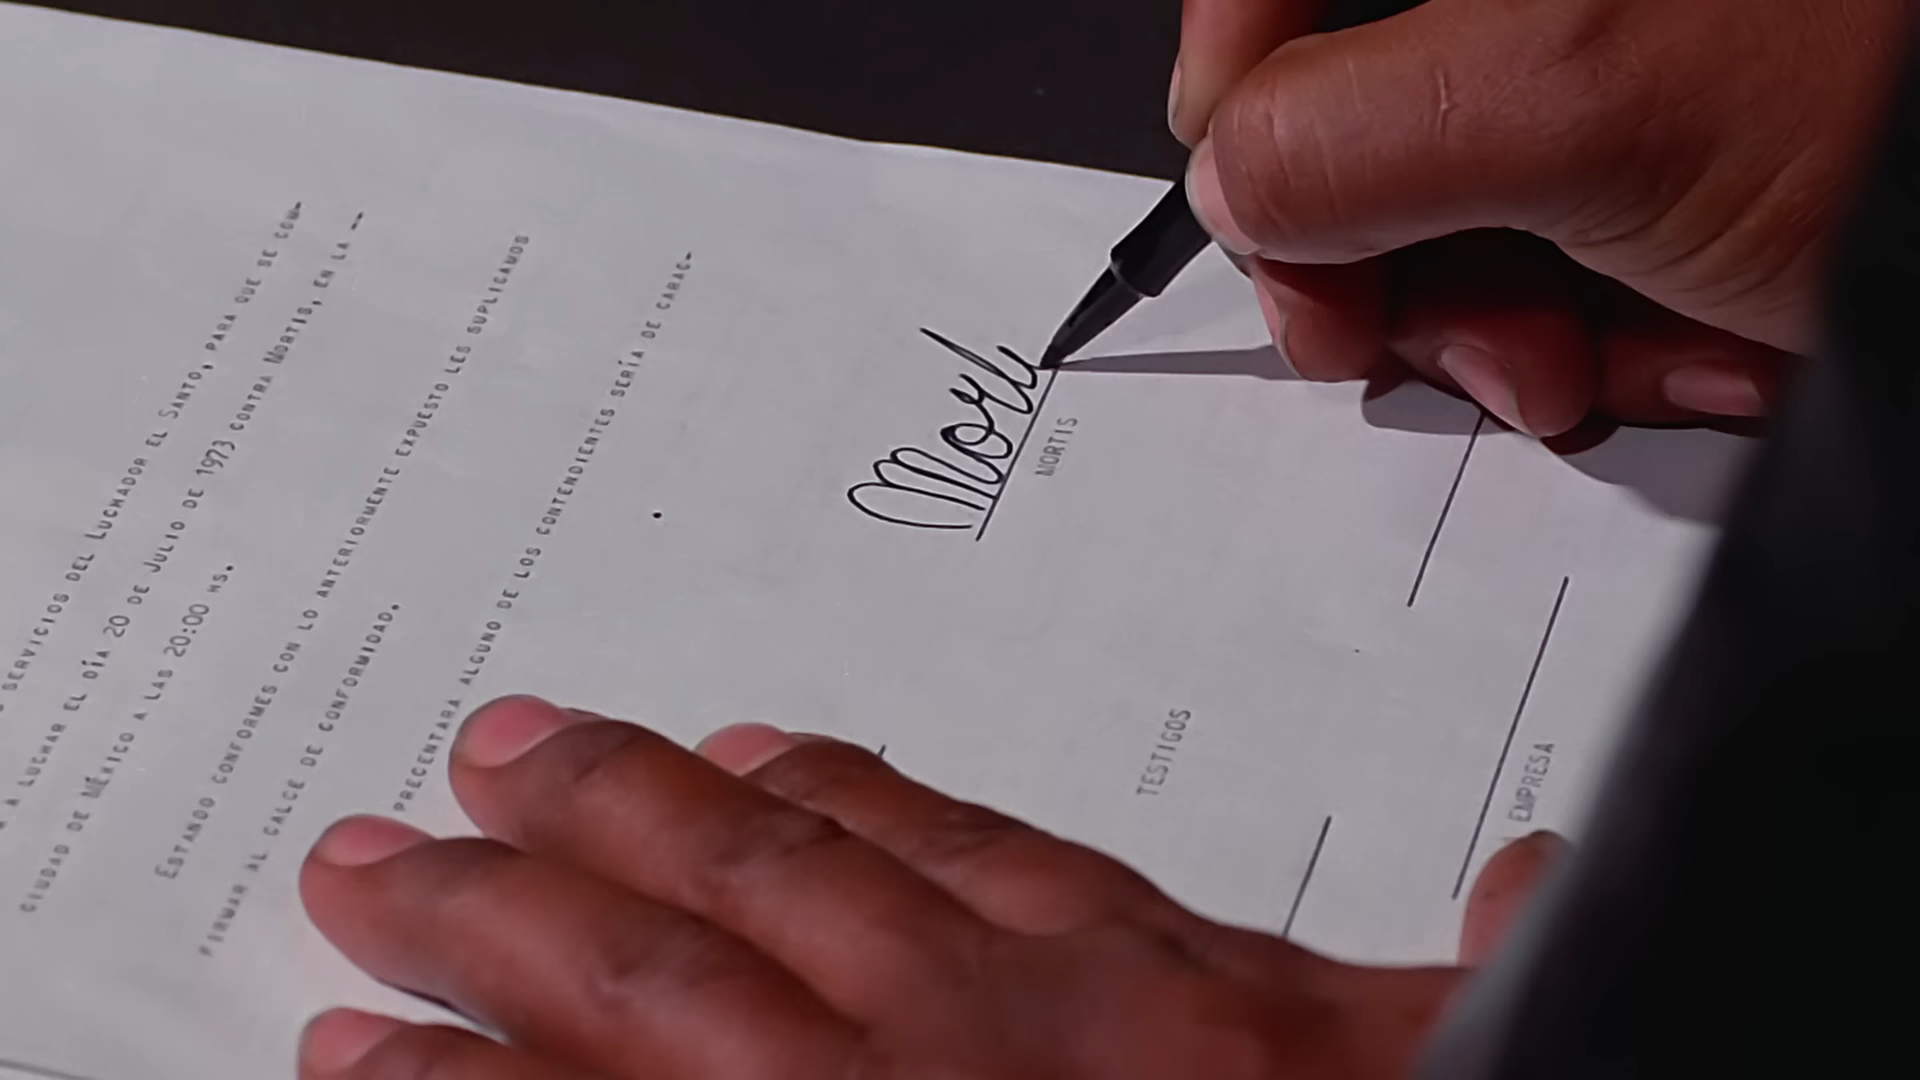 SERVICIOS DEL LUCHADOR EL SANTO, PARA QUE SE COM-
A LUCHAR EL DÍA 20 DE JULIO DE 1973 CONTRA MORTIS, EN LA --
CIUDAD DE MÉXICO A LAS 20:00 HS.
ESTANDO CONFORMES CON LO ANTERIORMENTE EXPUESTO LES SUPLICAMOS
FIRMAR AL CALCE DE CONFORMIDAD.
PRECENTARA ALGUNO DE LOS CONTENDIENTES SERÍA DE CARAC-
Morti
MORTIS
TESTIGOS
EMPRESA